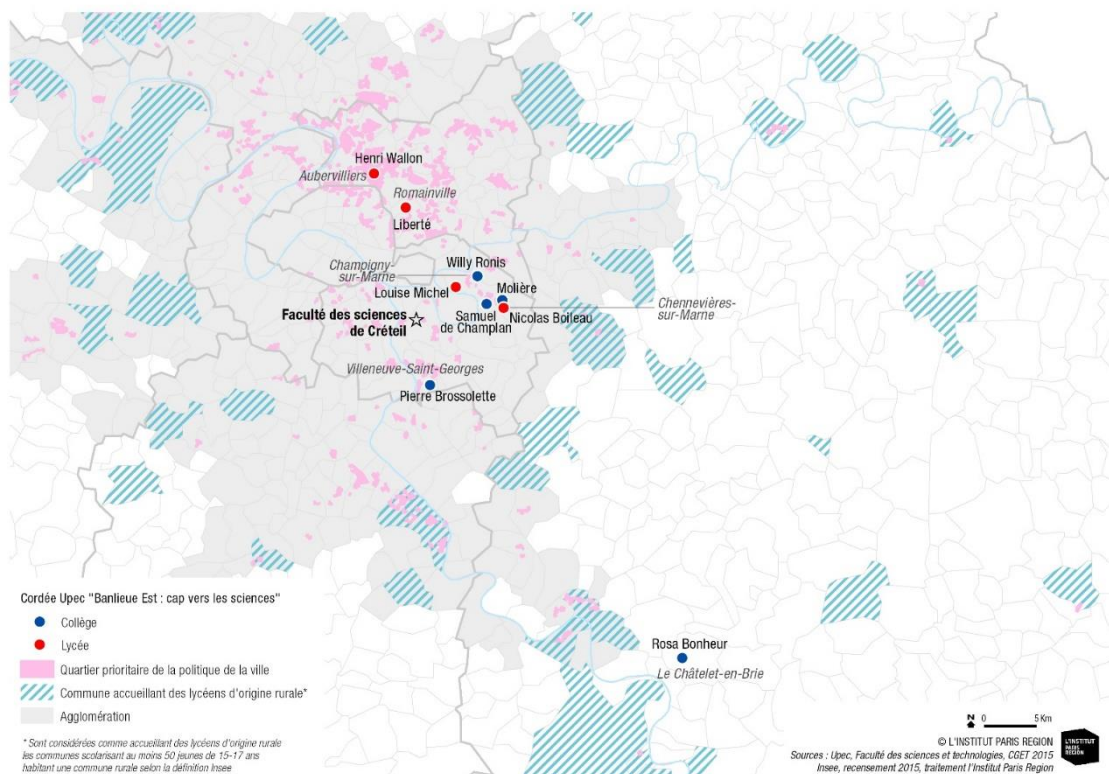 Henri Wallon
Aubervilliers
Romainville
Liberté
Willy Ronis
Champigny-
sur-Marne
Louise Michel
Molière
Samuel
de Champlan
Nicolas Boileau
Chennevières-
sur-Marne
Faculté des sciences
de Créteil
Villeneuve-Saint-Georges
Pierre Brossolette
Rosa Bonheur
Le Châtelet-en-Brie
Cordée Upec "Banlieue Est : cap vers les sciences"
Collège
Lycée
Quartier prioritaire de la politique de la ville
Commune accueillant des lycéens d'origine rurale*
Agglomération
* Sont considérées comme accueillant des lycéens d'origine rurale
les communes scolarisant au moins 50 jeunes de 15-17 ans
habitant une commune rurale selon la définition Insee
N 0 5 Km
© L'INSTITUT PARIS REGION
Sources : Upec, Faculté des sciences et technologies, CGET 2015
Insee, recensement 2015, traitement l'Institut Paris Region
L'INSTITUT
PARIS
REGION